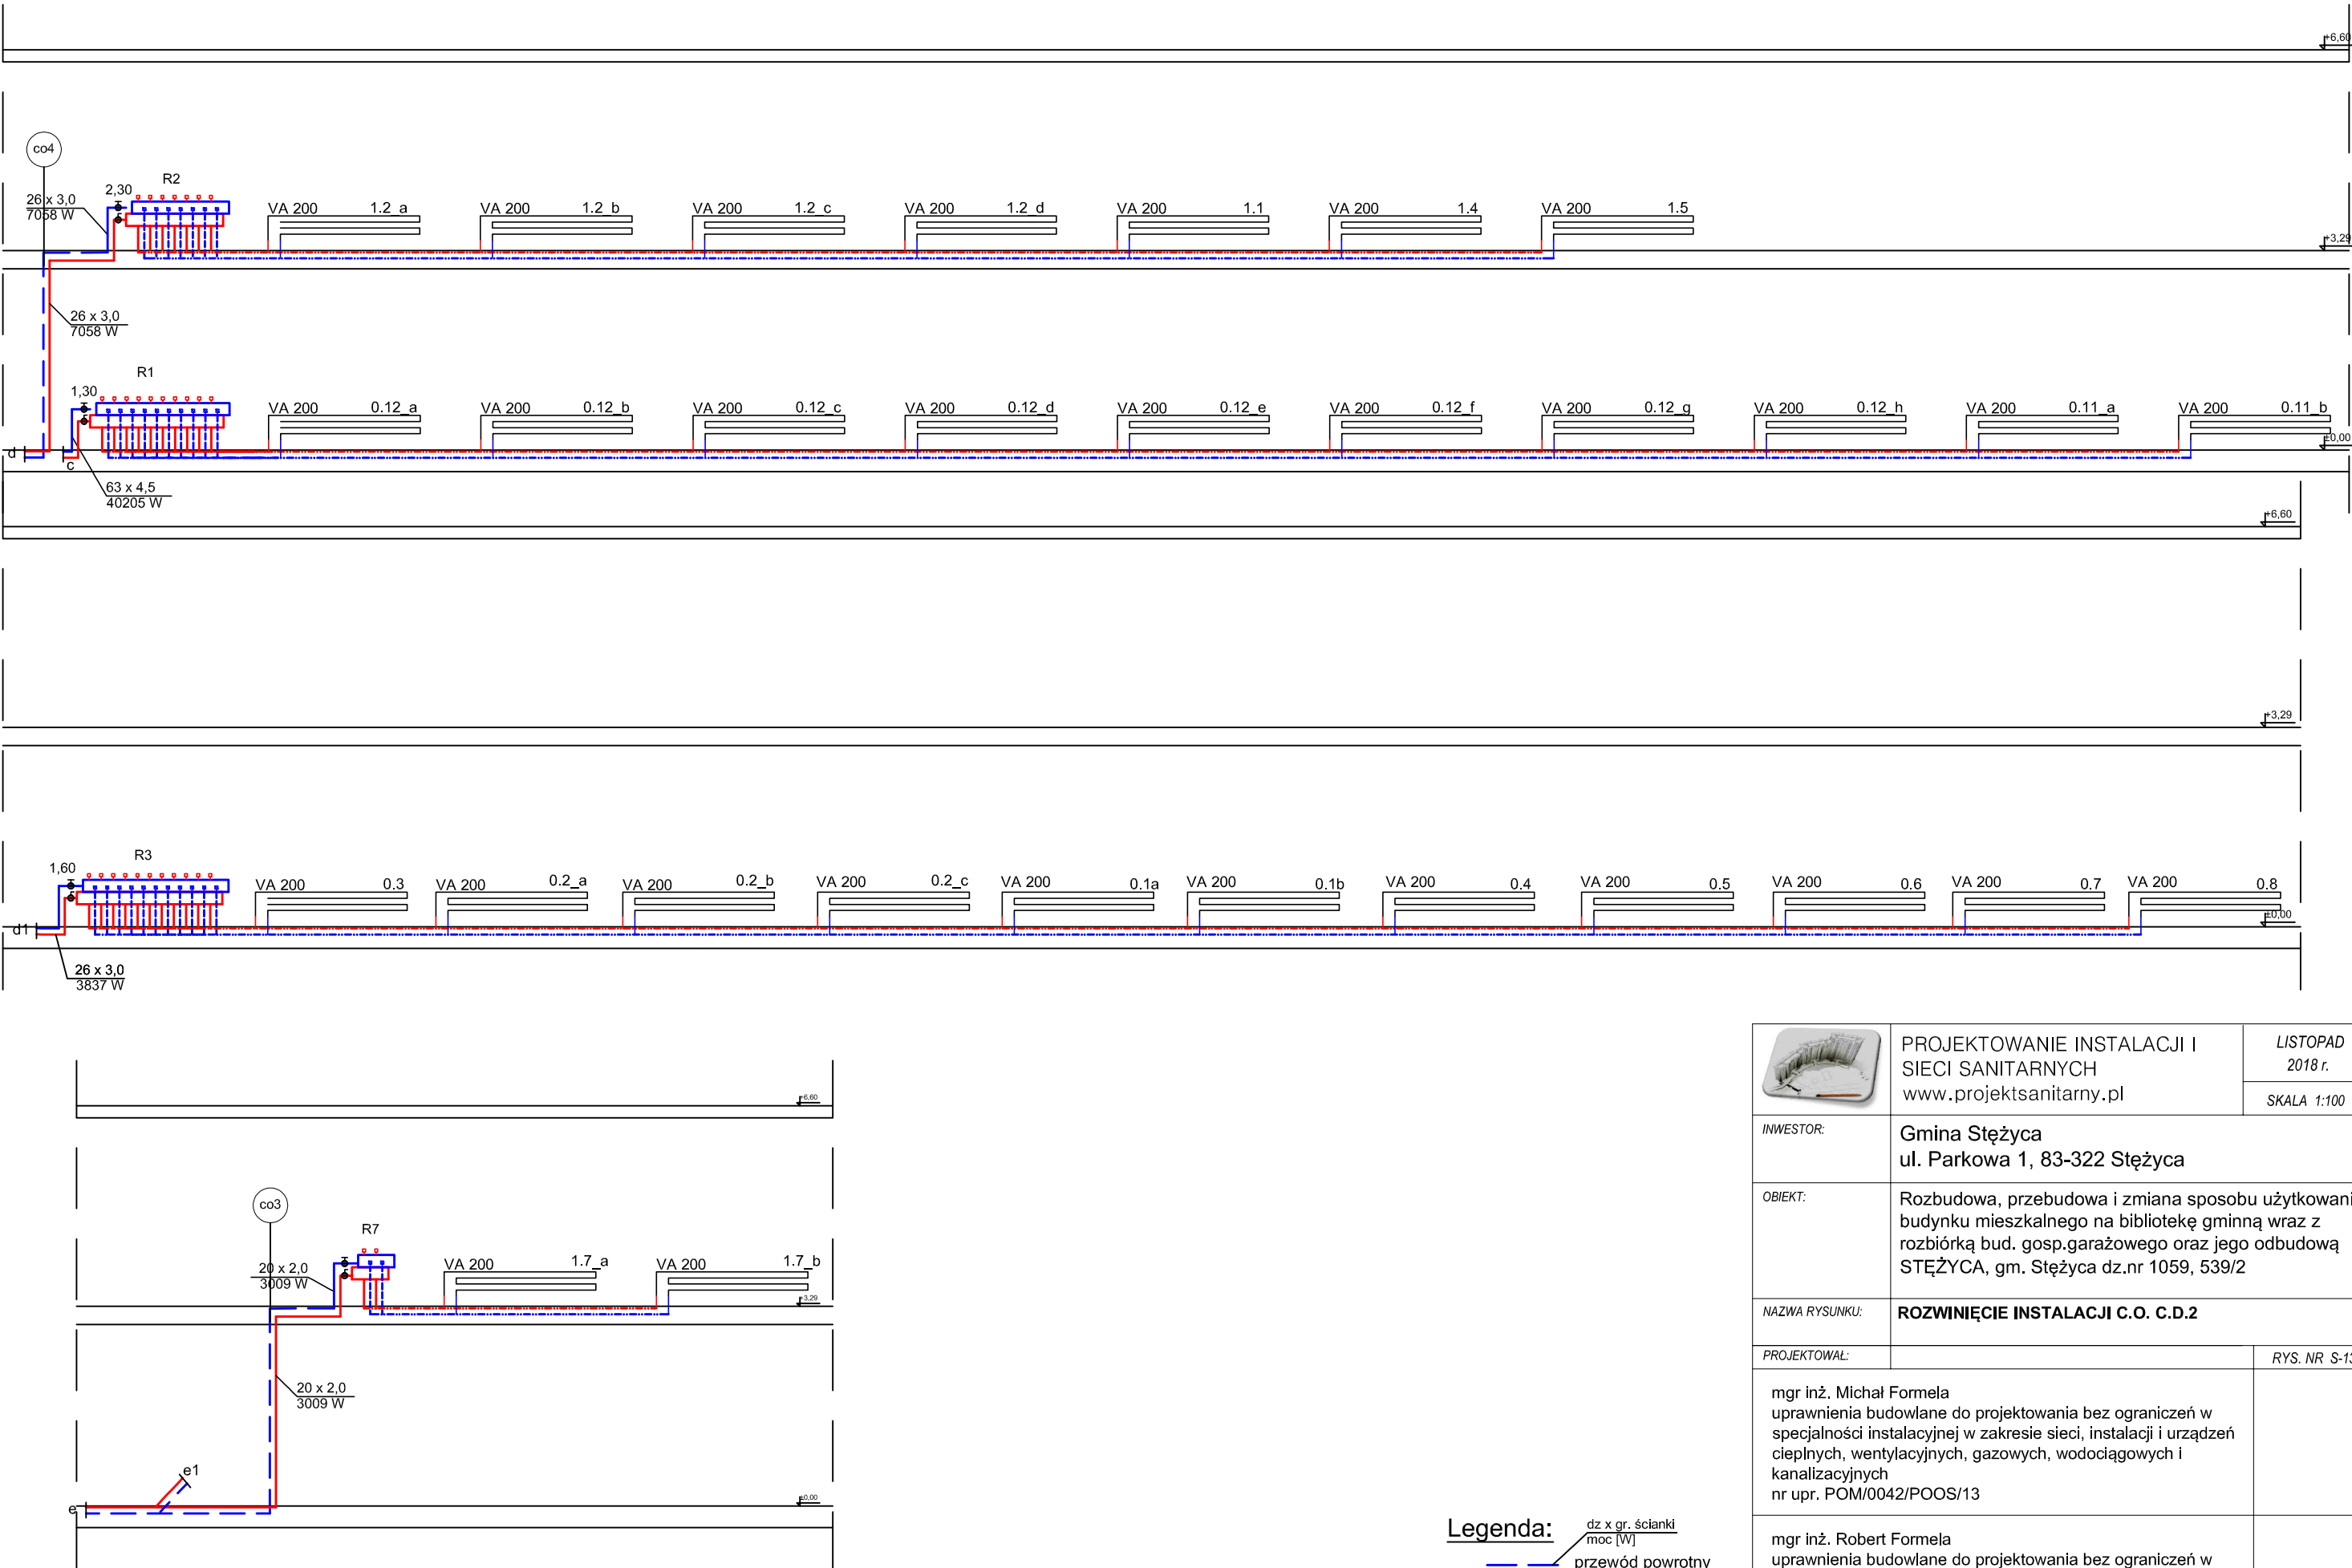 +6,60
co4
R2
2,30
26 x 3,0
7058 W
VA 200 1.2_a
VA 200 1.2_b
VA 200 1.2_c
VA 200 1.2_d
VA 200 1.1
VA 200 1.4
VA 200 1.5
+3,29
26 x 3,0
7058 W
R1
1,30
VA 200 0.12_a
VA 200 0.12_b
VA 200 0.12_c
VA 200 0.12_d
VA 200 0.12_e
VA 200 0.12_f
VA 200 0.12_g
VA 200 0.12_h
VA 200 0.11_a
VA 200 0.11_b
±0,00
d
c
63 x 4,5
40205 W
+6,60
+3,29
R3
1,60
VA 200 0.3
VA 200 0.2_a
VA 200 0.2_b
VA 200 0.2_c
VA 200 0.1a
VA 200 0.1b
VA 200 0.4
VA 200 0.5
VA 200 0.6
VA 200 0.7
VA 200 0.8
±0,00
d1
26 x 3,0
3837 W
+6,60
co3
R7
20 x 2,0
3009 W
VA 200 1.7_a
VA 200 1.7_b
+3,29
20 x 2,0
3009 W
e1
e
±0,00
Legenda:
dz x gr. ścianki
moc [W]
przewód powrotny
PROJEKTOWANIE INSTALACJI I
SIECI SANITARNYCH
www.projektsanitarny.pl
LISTOPAD
2018 r.
SKALA 1:100
INWESTOR:
Gmina Stężyca
ul. Parkowa 1, 83-322 Stężyca
OBIEKT:
Rozbudowa, przebudowa i zmiana sposobu użytkowani
budynku mieszkalnego na bibliotekę gminną wraz z
rozbiórką bud. gosp.garażowego oraz jego odbudową
STĘŻYCA, gm. Stężyca dz.nr 1059, 539/2
NAZWA RYSUNKU:
ROZWINIĘCIE INSTALACJI C.O. C.D.2
PROJEKTOWAŁ:
RYS. NR S-13
mgr inż. Michał Formela
uprawnienia budowlane do projektowania bez ograniczeń w
specjalności instalacyjnej w zakresie sieci, instalacji i urządzeń
cieplnych, wentylacyjnych, gazowych, wodociągowych i
kanalizacyjnych
nr upr. POM/0042/POOS/13
mgr inż. Robert Formela
uprawnienia budowlane do projektowania bez ograniczeń w